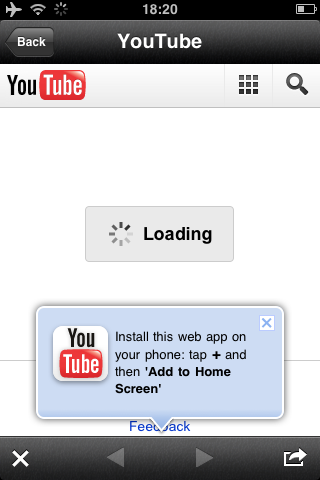 18:20
Back
YouTube
YouTube
Loading
You
Tube
Install this web app on
your phone: tap + and
then 'Add to Home
Screen'
Feedback